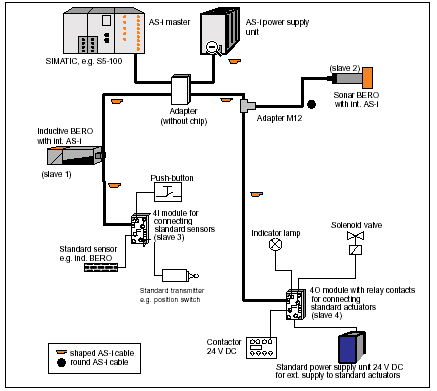 AS-i master
AS-i power supply
unit
SIMATIC, e.g. S5-100
(slave 2)
Sonar BERO
with int. AS-i
Adapter
(without chip)
Adapter M12
Inductive BERO
with int. AS-i
(slave 1)
Push-button
4I module for
connecting
standard sensors
(slave 3)
Standard sensor
e.g. ind. BERO
Standard transmitter
e.g. position switch
Indicator lamp
Solenoid valve
4O module with relay contacts
for connecting
standard actuators
(slave 4)
Contactor
24 V DC
Standard power supply unit 24 V DC
for ext. supply to standard actuators
shaped AS-i cable
round AS-i cable